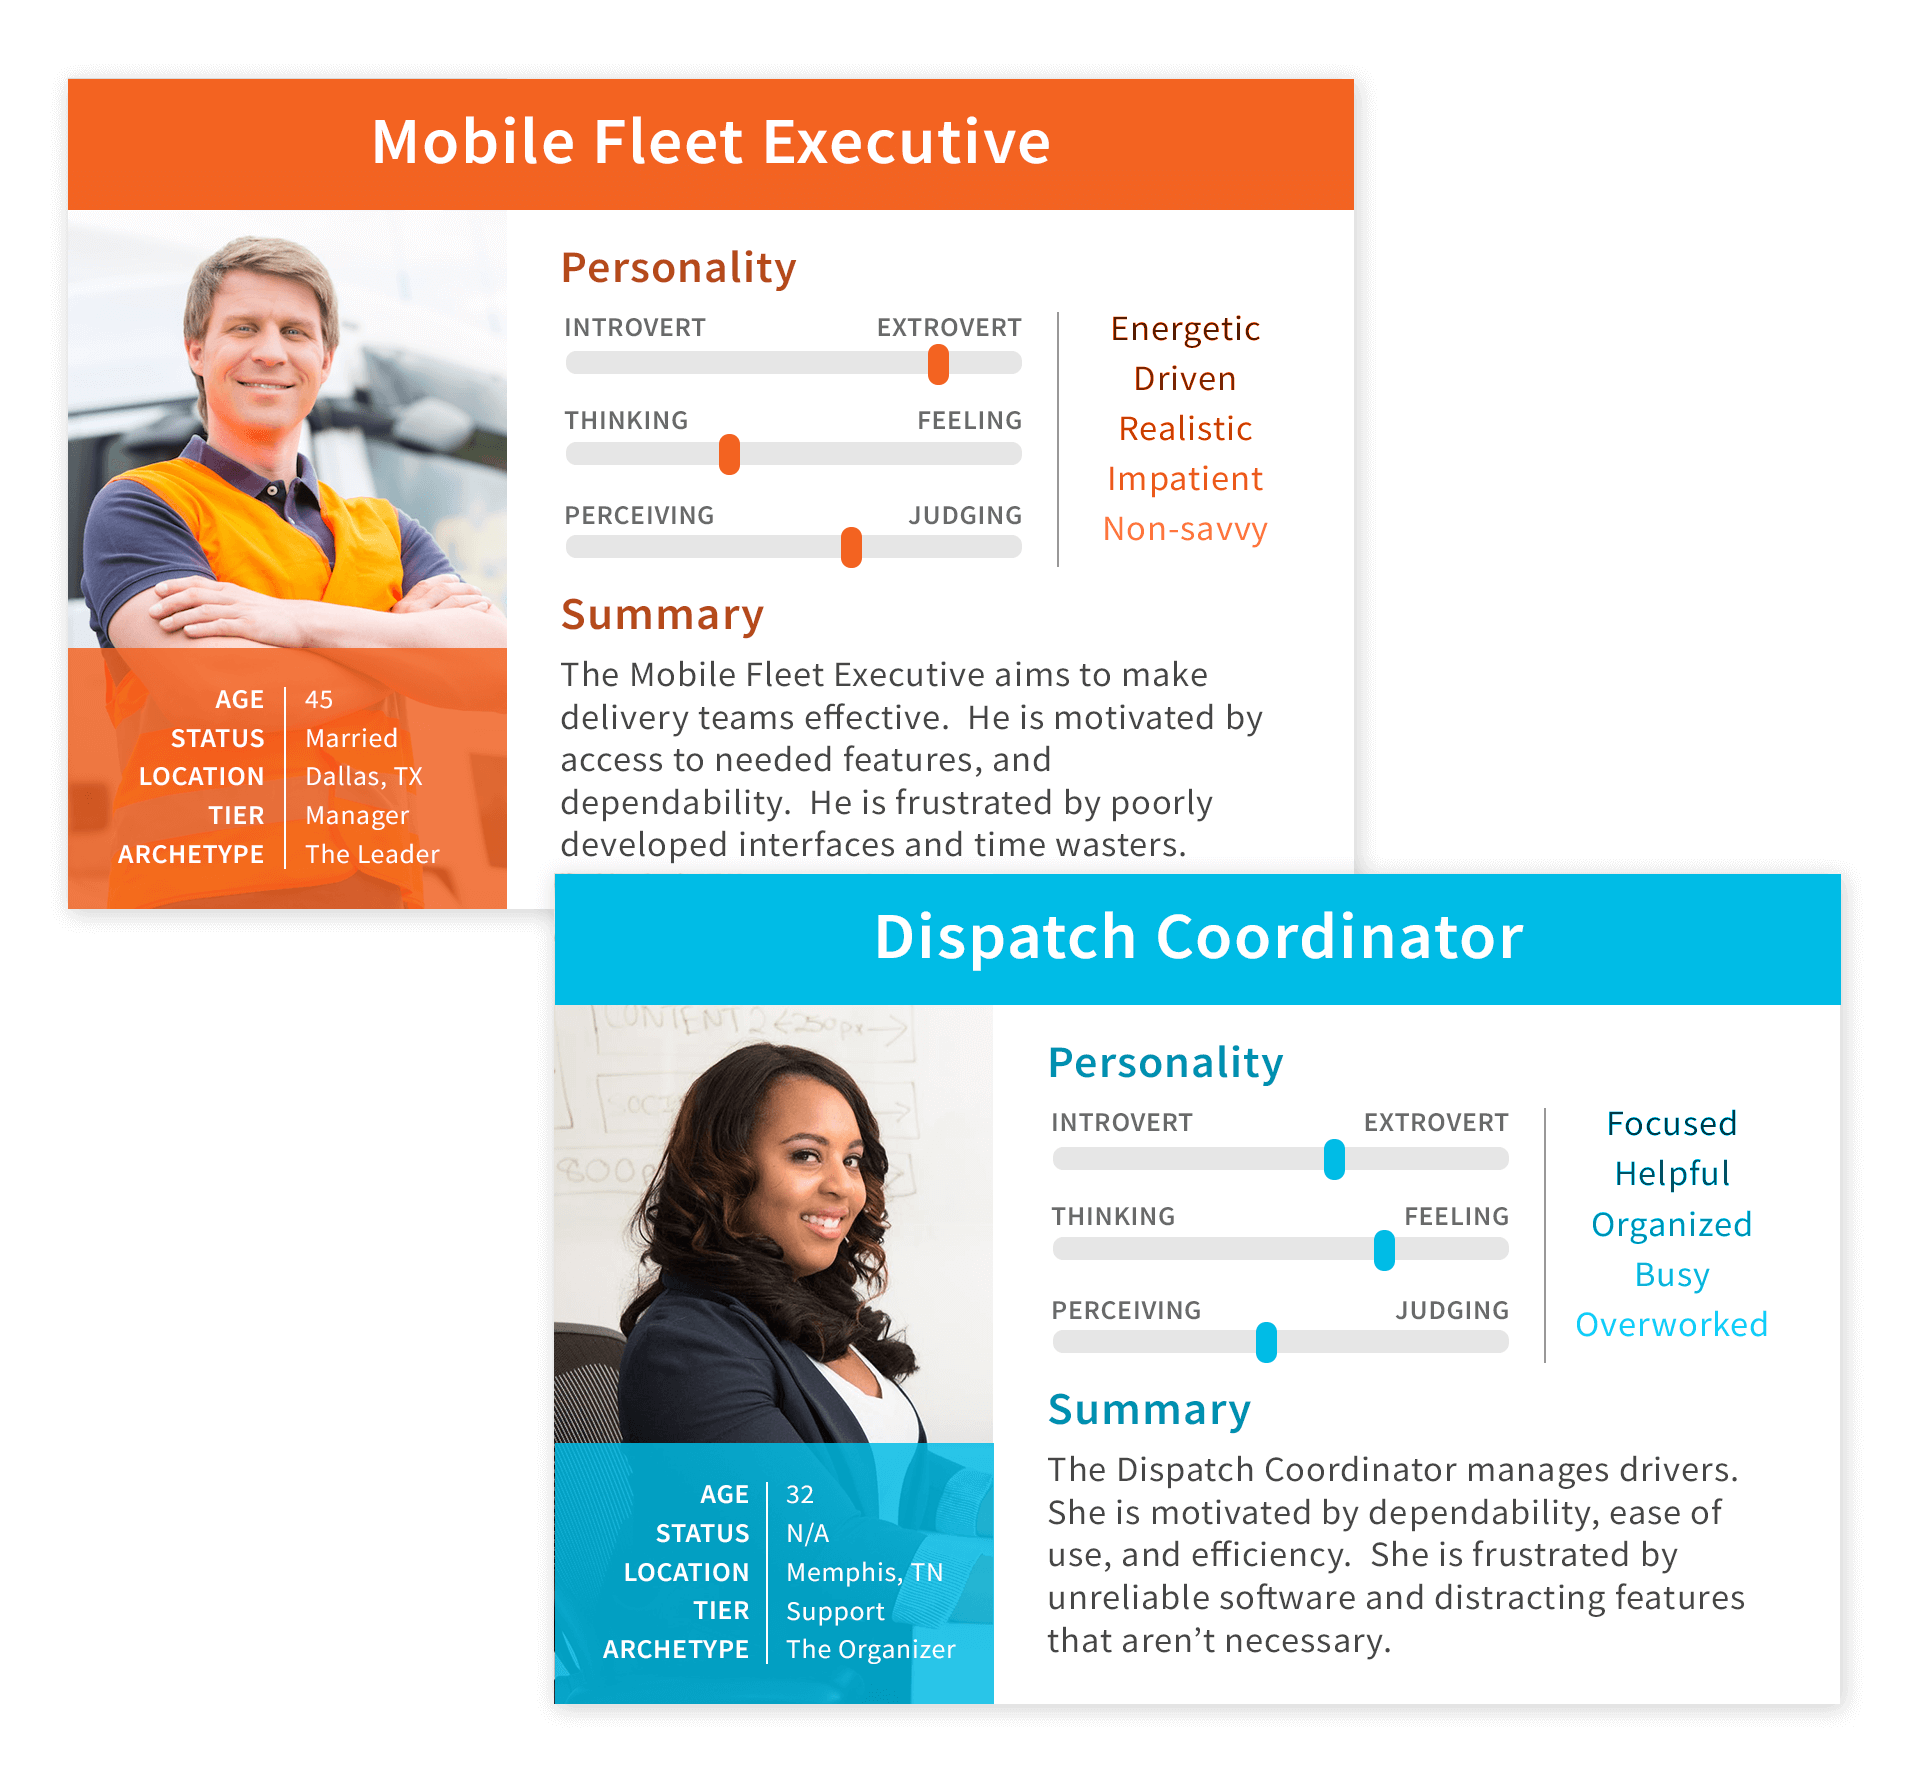 Mobile Fleet Executive
Personality
INTROVERT EXTROVERT
THINKING FEELING
PERCEIVING JUDGING
Energetic
Driven
Realistic
Impatient
Non-savvy
Summary
The Mobile Fleet Executive aims to make
delivery teams effective.  He is motivated by
access to needed features, and
dependability.  He is frustrated by poorly
developed interfaces and time wasters.
AGE 45
STATUS Married
LOCATION Dallas, TX
TIER Manager
ARCHETYPE The Leader
Dispatch Coordinator
CONTENT 2 <250px>
800p
Personality
INTROVERT EXTROVERT
THINKING FEELING
PERCEIVING JUDGING
Focused
Helpful
Organized
Busy
Overworked
Summary
The Dispatch Coordinator manages drivers.
She is motivated by dependability, ease of
use, and efficiency.  She is frustrated by
unreliable software and distracting features
that aren’t necessary.
AGE 32
STATUS N/A
LOCATION Memphis, TN
TIER Support
ARCHETYPE The Organizer